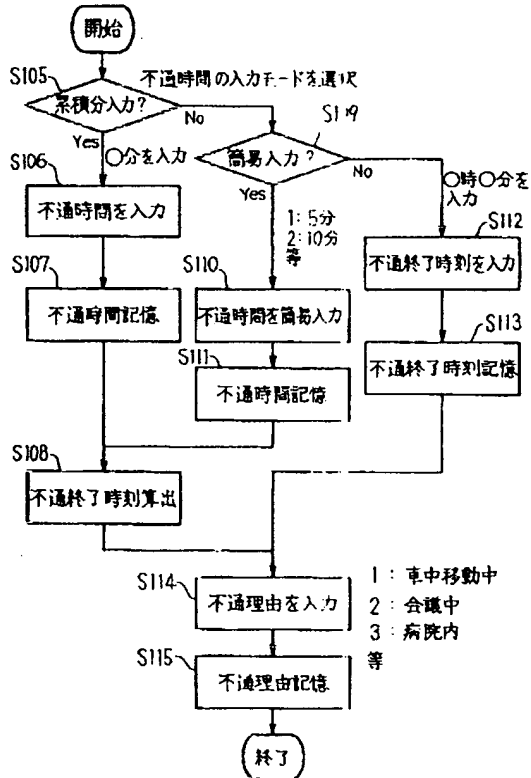 開始
S105
不通時間の入力モードを選択
累積分入力?
No
S119
Yes
○分を入力
簡易入力?
No
S106
Yes
○時○分を
入力
不通時間を入力
1:5分
2:10分
等
S112
S107
S110
不通終了時刻を入力
不通時間記憶
不通時間を簡易入力
S113
S111
不通終了時刻記憶
不通時間記憶
S108
不通終了時刻算出
S114
不通理由を入力
1:車中移動中
2:会議中
3:病院内
等
S115
不通理由記憶
終了